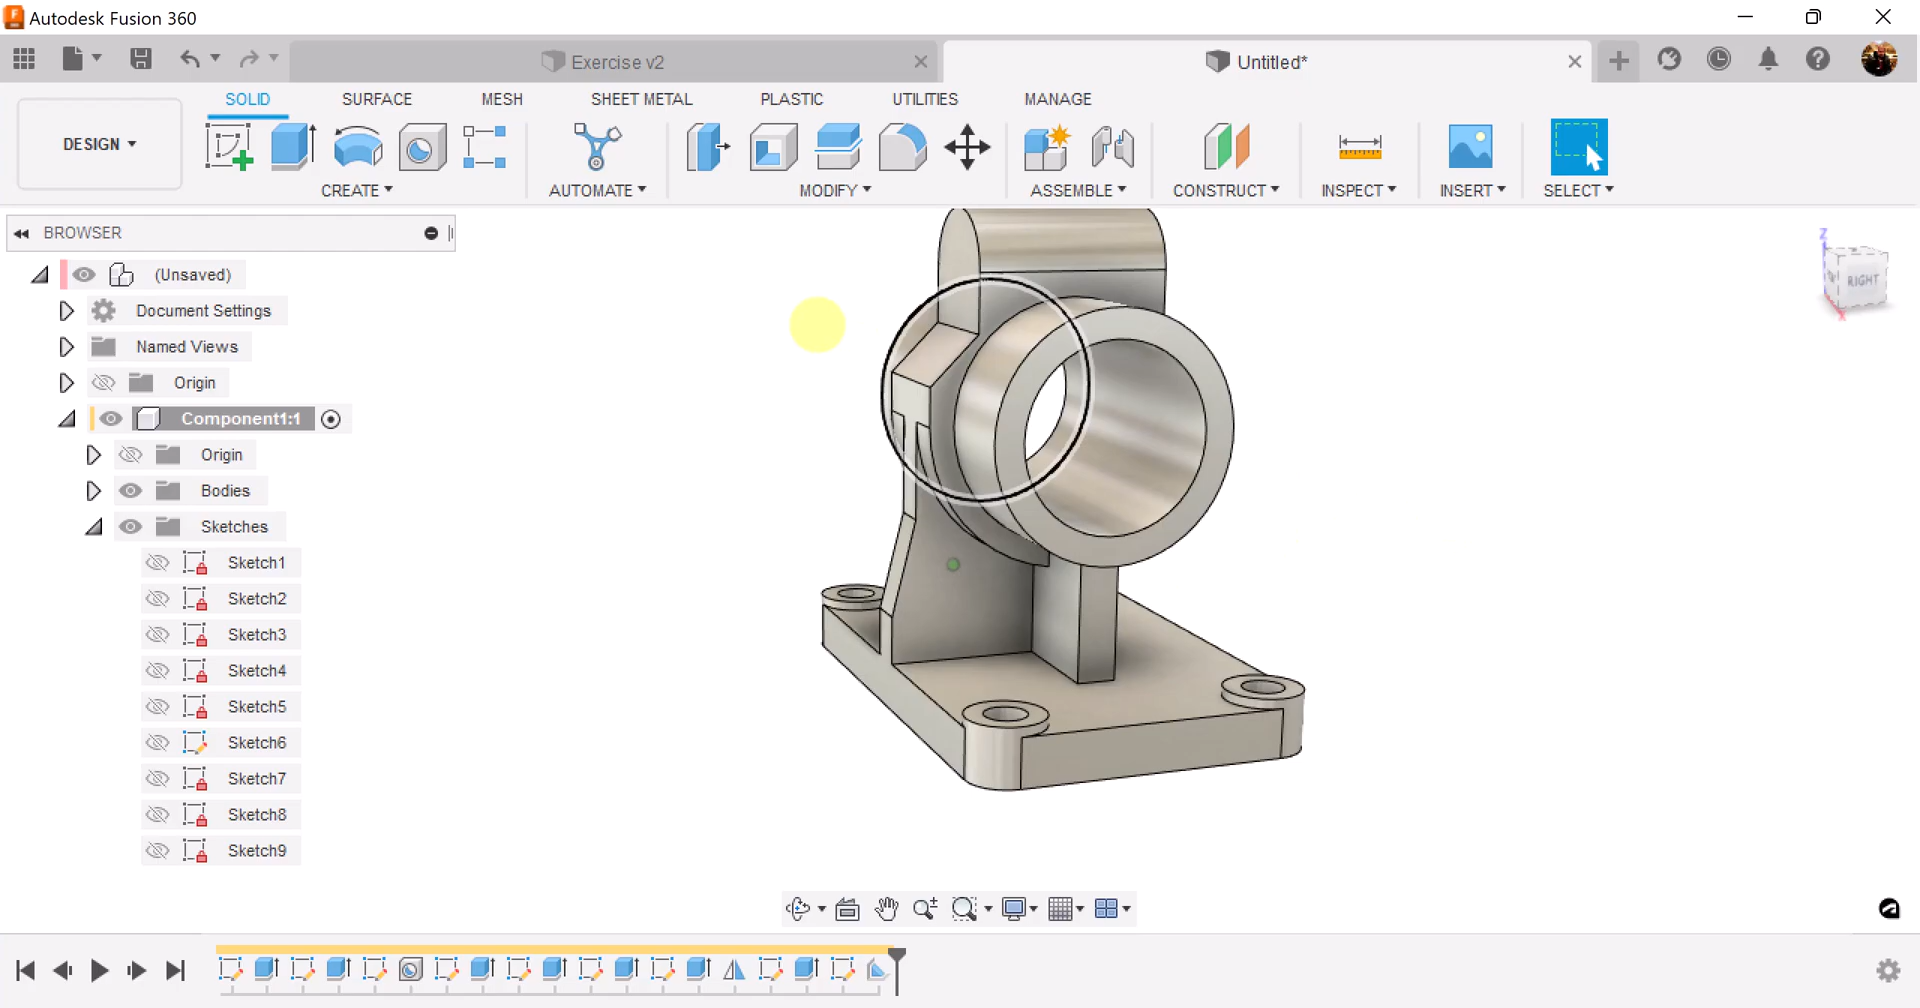 Autodesk Fusion 360
Exercise v2
Untitled*
DESIGN
SOLID SURFACE MESH SHEET METAL PLASTIC UTILITIES MANAGE
CREATE AUTOMATE MODIFY ASSEMBLE CONSTRUCT INSPECT INSERT SELECT
BROWSER
(Unsaved)
Document Settings
Named Views
Origin
Component1:1
Origin
Bodies
Sketches
Sketch1
Sketch2
Sketch3
Sketch4
Sketch5
Sketch6
Sketch7
Sketch8
Sketch9
Z
RIGHT
X